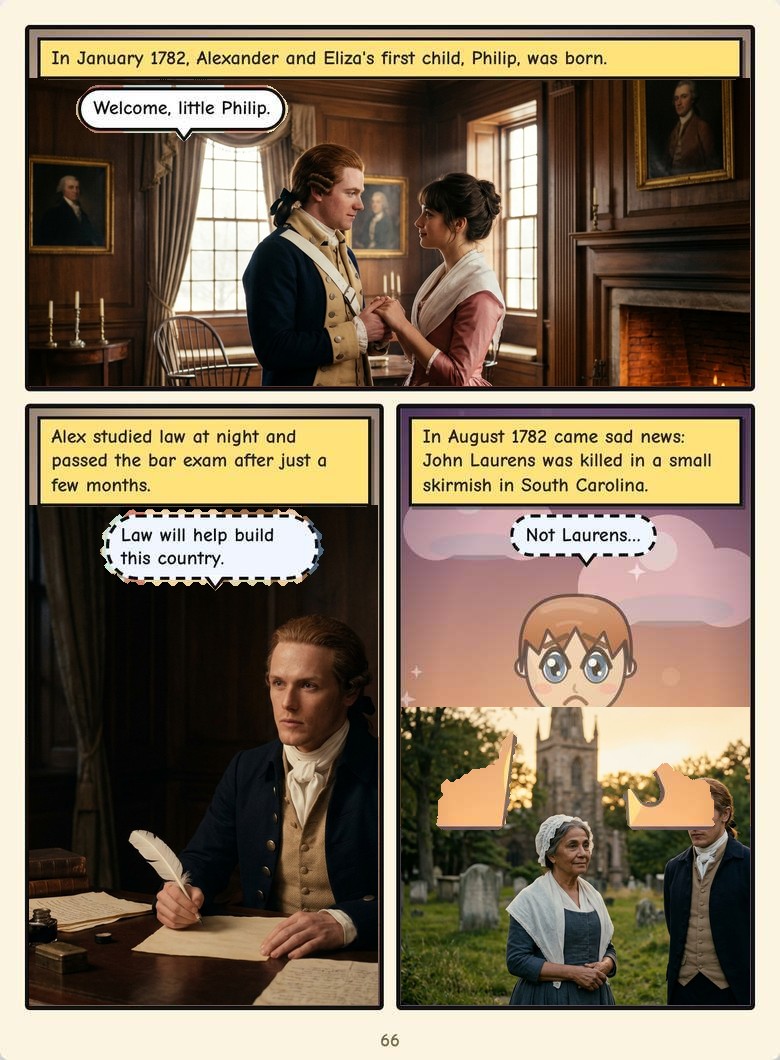 In January 1782, Alexander and Eliza's first child, Philip, was born.
Welcome, little Philip.
Alex studied law at night and
passed the bar exam after just a
few months.
Law will help build
this country.
In August 1782 came sad news:
John Laurens was killed in a small
skirmish in South Carolina.
Not Laurens...
66